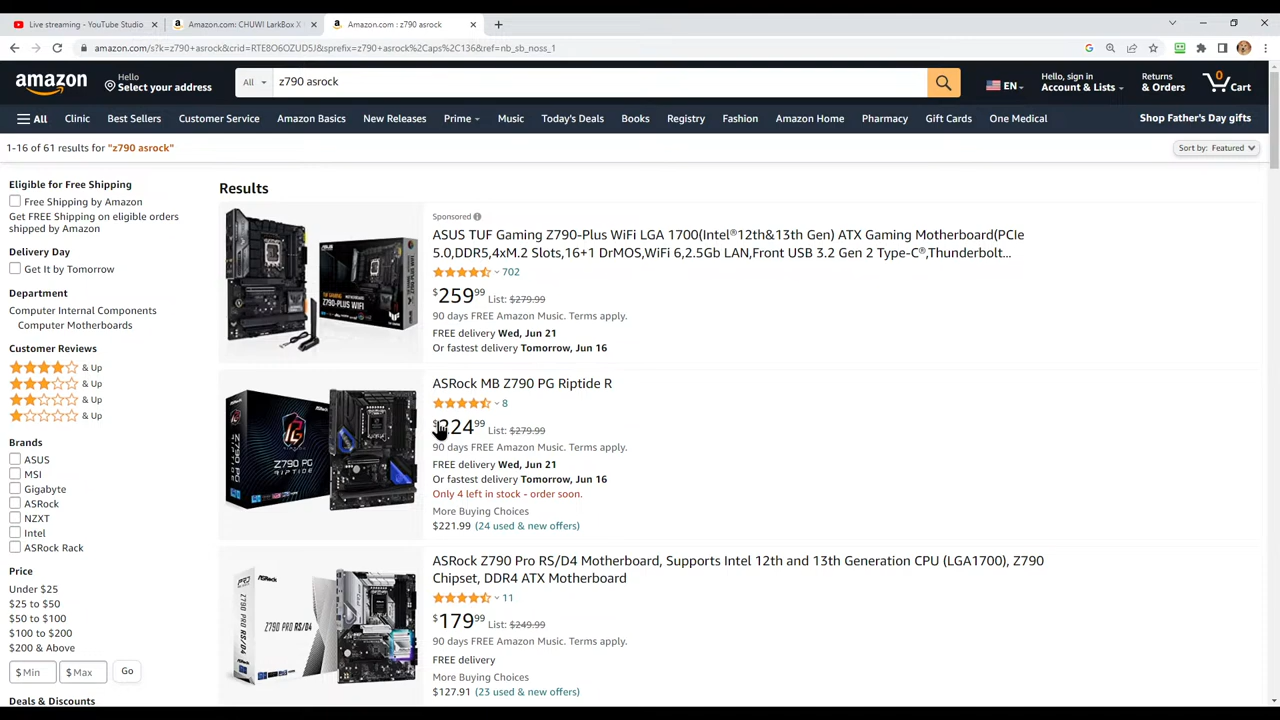 Live streaming - YouTube Studio
Amazon.com: CHUWI LarkBox X
Amazon.com : z790 asrock
amazon.com/s?k=z790+asrock&crid=RTE8O6OZUD5J&sprefix=z790+asrock%2Caps%2C136&ref=nb_sb_noss_1
amazon
Hello
Select your address
All
z790 asrock
EN
Hello, sign in
Account & Lists
Returns
& Orders
0
Cart
All
Clinic
Best Sellers
Customer Service
Amazon Basics
New Releases
Prime
Music
Today's Deals
Books
Registry
Fashion
Amazon Home
Pharmacy
Gift Cards
One Medical
Shop Father's Day gifts
1-16 of 61 results for "z790 asrock"
Sort by: Featured
Eligible for Free Shipping
Free Shipping by Amazon
Get FREE Shipping on eligible orders
shipped by Amazon
Delivery Day
Get It by Tomorrow
Department
Computer Internal Components
Computer Motherboards
Customer Reviews
& Up
& Up
& Up
& Up
Brands
ASUS
MSI
Gigabyte
ASRock
NZXT
Intel
ASRock Rack
Price
Under $25
$25 to $50
$50 to $100
$100 to $200
$200 & Above
$ Min
$ Max
Go
Deals & Discounts
Results
Sponsored
ASUS TUF Gaming Z790-Plus WiFi LGA 1700(Intel®12th&13th Gen) ATX Gaming Motherboard(PCIe
5.0,DDR5,4xM.2 Slots,16+1 DrMOS,WiFi 6,2.5Gb LAN,Front USB 3.2 Gen 2 Type-C®,Thunderbolt...
702
$259.99 List: $279.99
90 days FREE Amazon Music. Terms apply.
FREE delivery Wed, Jun 21
Or fastest delivery Tomorrow, Jun 16
Z790-PLUS WIFI
Z790 PG
RIPTIDE
ASRock MB Z790 PG Riptide R
8
$224.99 List: $279.99
90 days FREE Amazon Music. Terms apply.
FREE delivery Wed, Jun 21
Or fastest delivery Tomorrow, Jun 16
Only 4 left in stock - order soon.
More Buying Choices
$221.99 (24 used & new offers)
Z790 PRO RS/D4
ASRock Z790 Pro RS/D4 Motherboard, Supports Intel 12th and 13th Generation CPU (LGA1700), Z790
Chipset, DDR4 ATX Motherboard
11
$179.99 List: $249.99
90 days FREE Amazon Music. Terms apply.
FREE delivery
More Buying Choices
$127.91 (23 used & new offers)